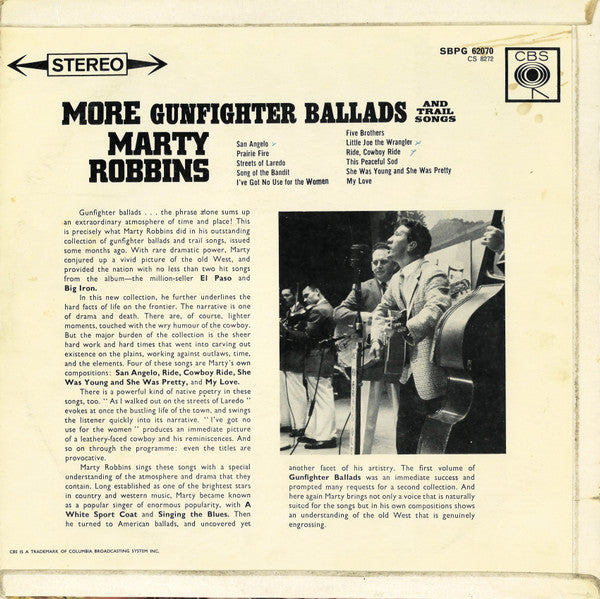 SBPG 62070
CS 8272
CBS
STEREO
MORE GUNFIGHTER BALLADS AND TRAIL SONGS
MARTY ROBBINS
San Angelo
Prairie Fire
Streets of Laredo
Song of the Bandit
I've Got No Use for the Women
Five Brothers
Little Joe the Wrangler
Ride, Cowboy Ride
This Peaceful Sod
She Was Young and She Was Pretty
My Love
Gunfighter ballads . . . the phrase alone sums up
an extraordinary atmosphere of time and place! This
is precisely what Marty Robbins did in his outstanding
collection of gunfighter ballads and trail songs, issued
some months ago. With rare dramatic power, Marty
conjured up a vivid picture of the old West, and
provided the nation with no less than two hit songs
from the album—the million-seller El Paso and
Big Iron.
In this new collection, he further underlines the
hard facts of life on the frontier. The narrative is one
of drama and death. There are, of course, lighter
moments, touched with the wry humour of the cowboy.
But the major burden of the collection is the sheer
hard work and hard times that went into carving out
existence on the plains, working against outlaws, time,
and the elements. Four of these songs are Marty's own
compositions: San Angelo, Ride, Cowboy Ride, She
Was Young and She Was Pretty, and My Love.
There is a powerful kind of native poetry in these
songs, too. " As I walked out on the streets of Laredo "
evokes at once the bustling life of the town, and swings
the listener quickly into its narrative. " I've got no
use for the women " produces an immediate picture
of a leathery-faced cowboy and his reminiscences. And
so on through the programme: even the titles are
provocative.
Marty Robbins sings these songs with a special
understanding of the atmosphere and drama that they
contain. Long established as one of the brightest stars
in country and western music, Marty became known
as a popular singer of enormous popularity, with A
White Sport Coat and Singing the Blues. Then
he turned to American ballads, and uncovered yet
another facet of his artistry. The first volume of
Gunfighter Ballads was an immediate success and
prompted many requests for a second collection. And
here again Marty brings not only a voice that is naturally
suited for the songs but in his own compositions shows
an understanding of the old West that is genuinely
engrossing.
CBS IS A TRADEMARK OF COLUMBIA BROADCASTING SYSTEM INC.